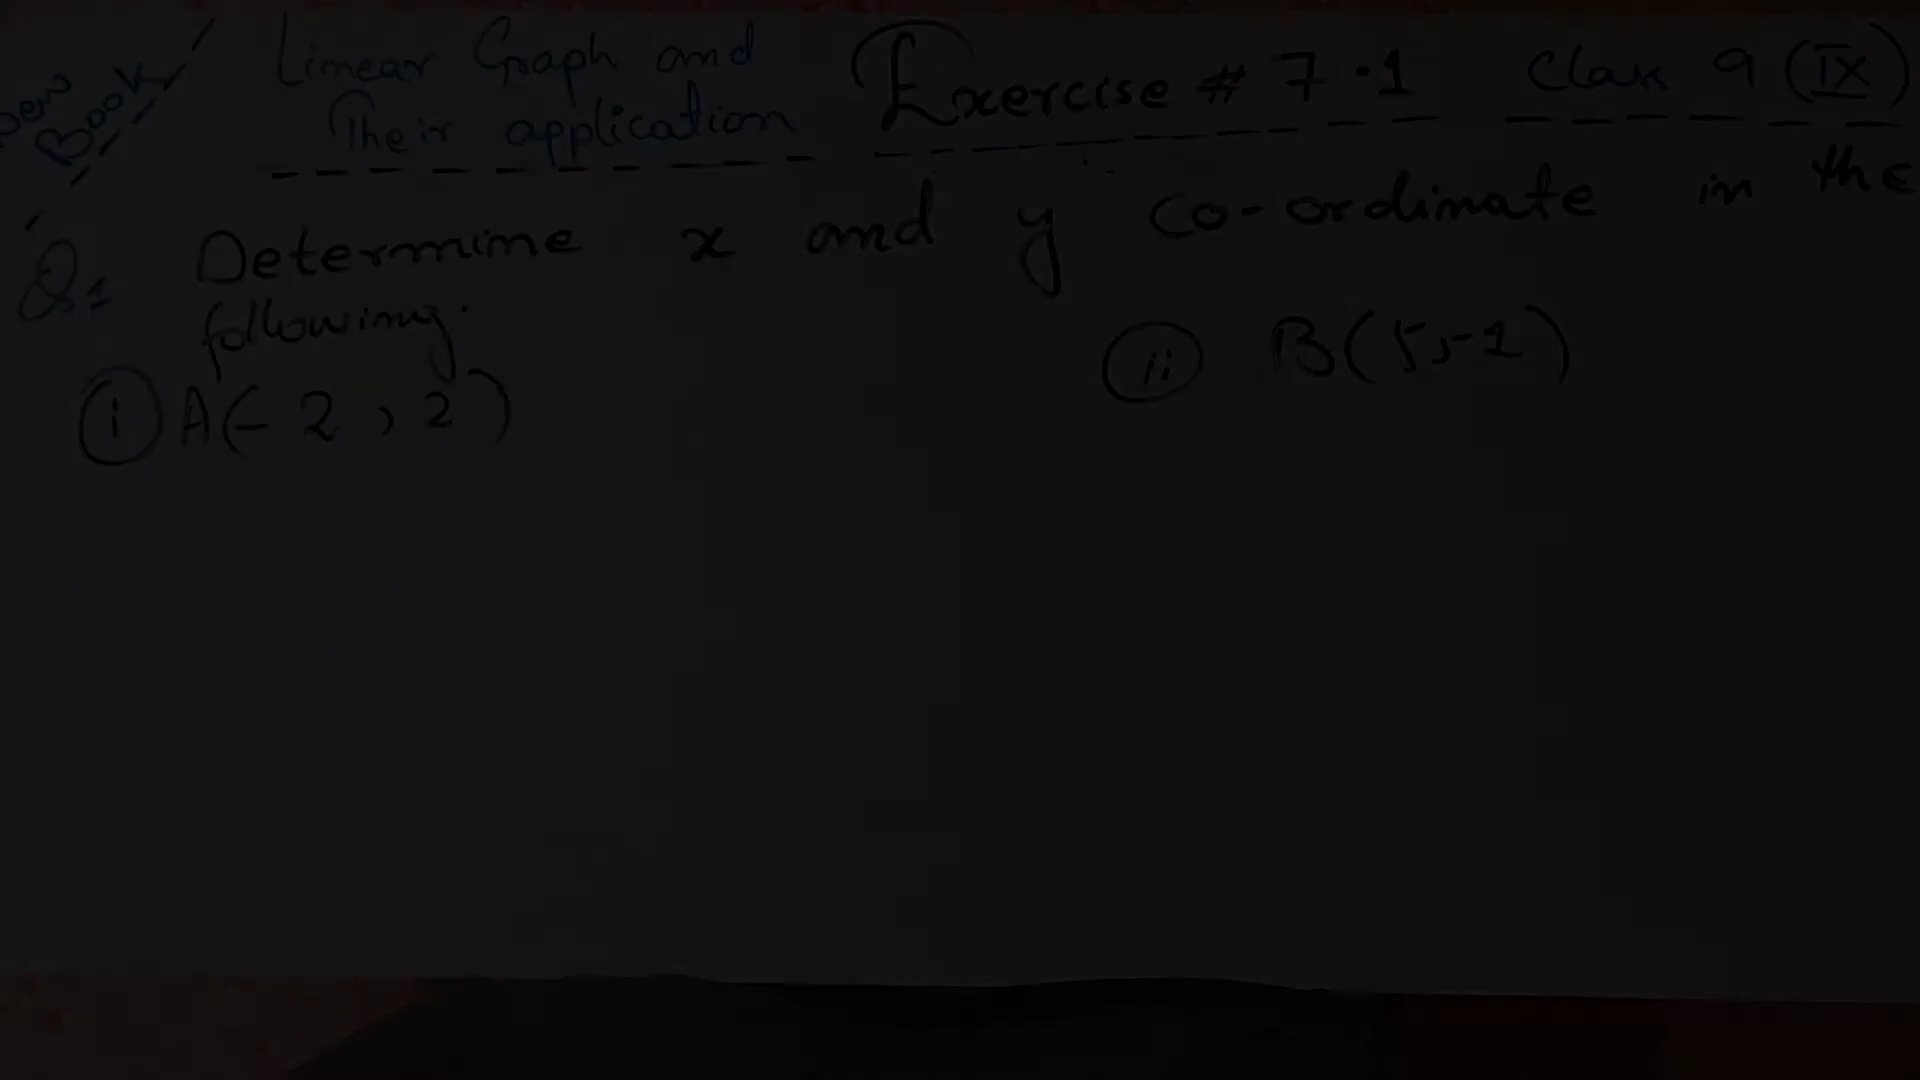 Book
Linear Graph and
Their application
Exercise # 7.1
Class 9 (IX)
Q1 Determine x and y co-ordinate in the
following.
(i) A(-2, 2)
(ii) B(5,-1)